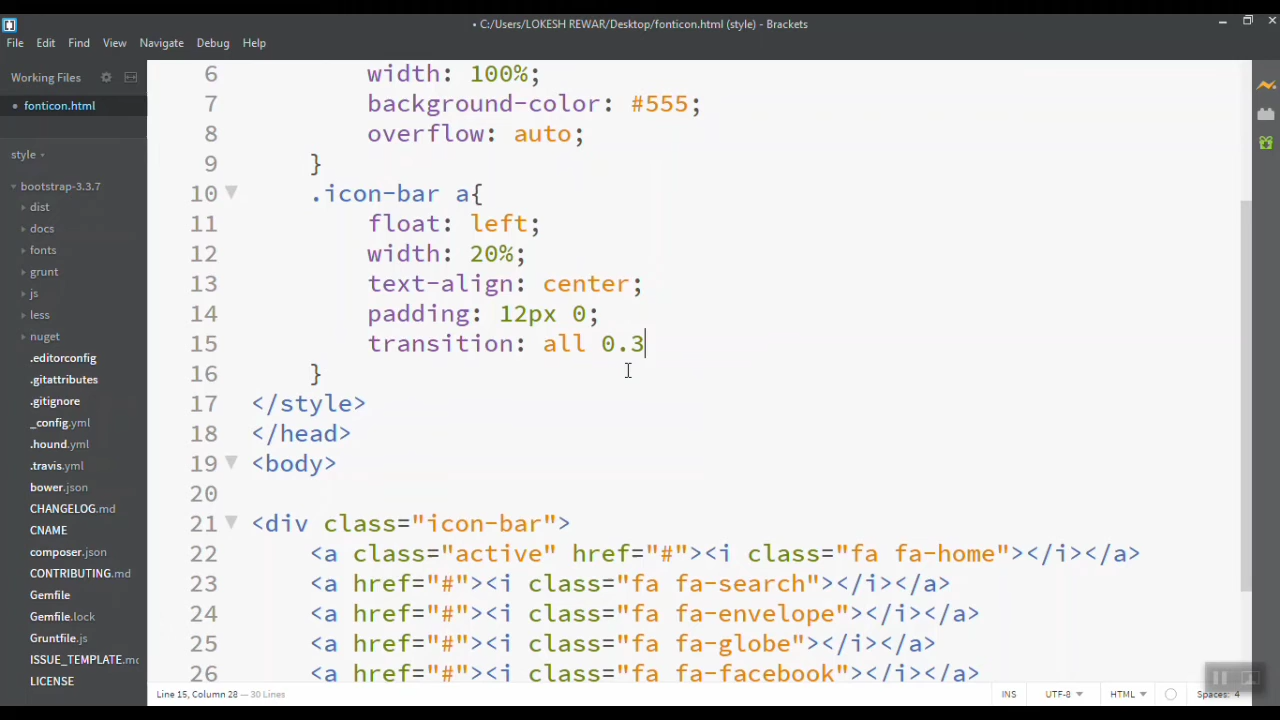 • C:/Users/LOKESH REWAR/Desktop/fonticon.html (style) - Brackets
File Edit Find View Navigate Debug Help
Working Files
• fonticon.html
style
bootstrap-3.3.7
dist
docs
fonts
grunt
js
less
nuget
.editorconfig
.gitattributes
.gitignore
_config.yml
.hound.yml
.travis.yml
bower.json
CHANGELOG.md
CNAME
composer.json
CONTRIBUTING.md
Gemfile
Gemfile.lock
Gruntfile.js
ISSUE_TEMPLATE.mc
LICENSE
6 width: 100%;
7 background-color: #555;
8 overflow: auto;
9 }
10 .icon-bar a{
11 float: left;
12 width: 20%;
13 text-align: center;
14 padding: 12px 0;
15 transition: all 0.3
16 }
17 </style>
18 </head>
19 <body>
20
21 <div class="icon-bar">
22 <a class="active" href="#"><i class="fa fa-home"></i></a>
23 <a href="#"><i class="fa fa-search"></i></a>
24 <a href="#"><i class="fa fa-envelope"></i></a>
25 <a href="#"><i class="fa fa-globe"></i></a>
26 <a href="#"><i class="fa fa-facebook"></i></a>
Line 15, Column 28 — 30 Lines
INS UTF-8 HTML Spaces: 4